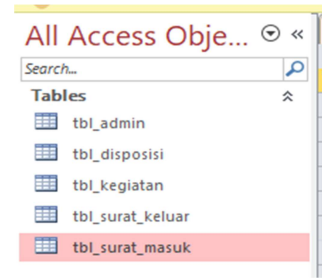 All Access Obje...
Search...
Tables
tbl_admin
tbl_disposisi
tbl_kegiatan
tbl_surat_keluar
tbl_surat_masuk